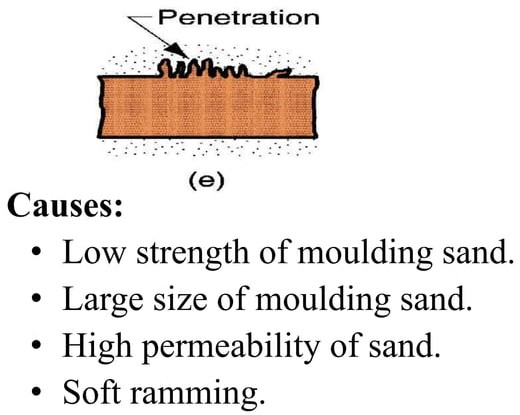 Penetration
(e)
Causes:
• Low strength of moulding sand.
• Large size of moulding sand.
• High permeability of sand.
• Soft ramming.